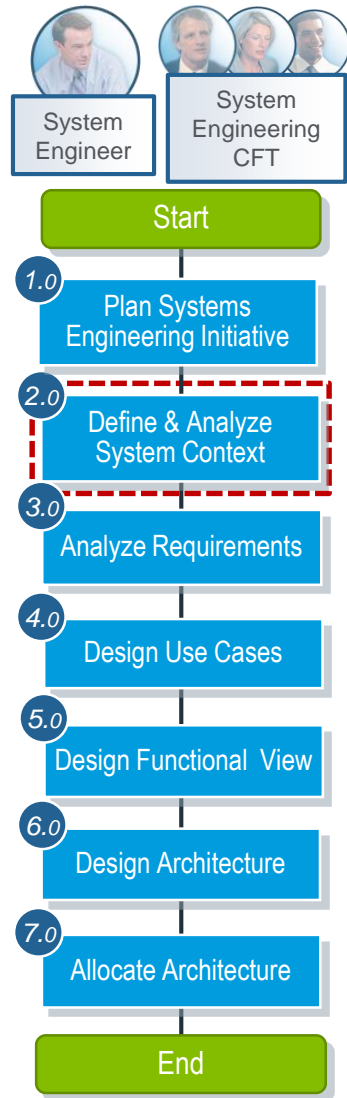 System
Engineer
System
Engineering
CFT
Start
1.0
Plan Systems
Engineering Initiative
2.0
Define & Analyze
System Context
3.0
Analyze Requirements
4.0
Design Use Cases
5.0
Design Functional View
6.0
Design Architecture
7.0
Allocate Architecture
End